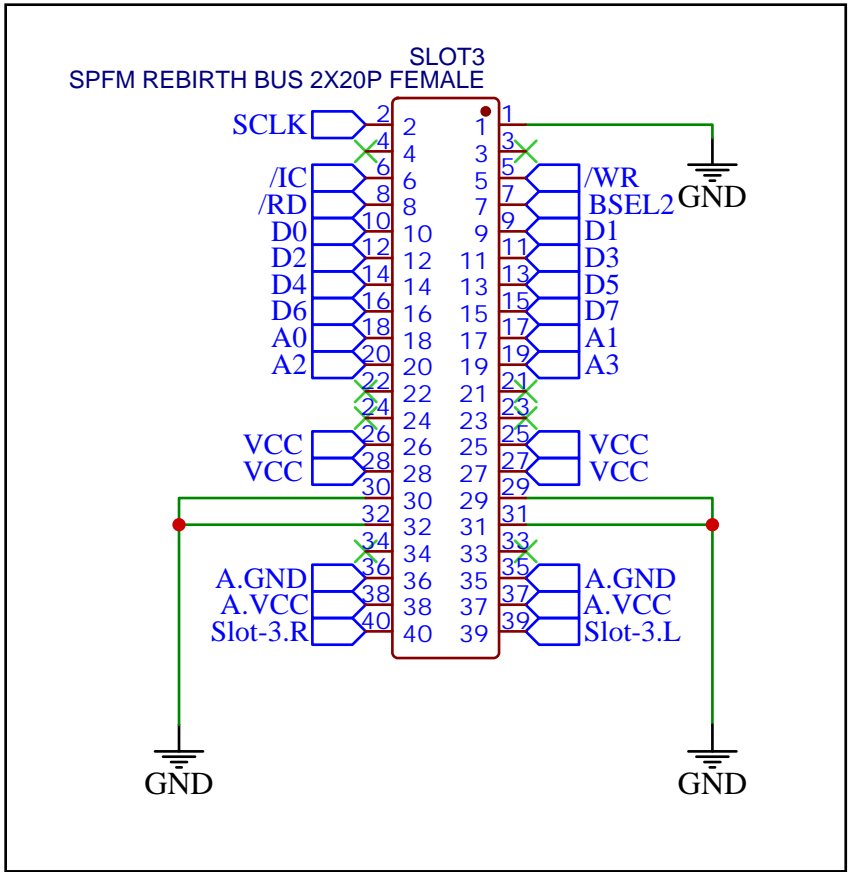 SLOT3
SPFM REBIRTH BUS 2X20P FEMALE
SCLK 2 2 1 1
4 4 3 3
/IC 6 6 5 5 /WR
/RD 8 8 7 7 BSEL2 GND
D0 10 10 9 9 D1
D2 12 12 11 11 D3
D4 14 14 13 13 D5
D6 16 16 15 15 D7
A0 18 18 17 17 A1
A2 20 20 19 19 A3
22 22 21 21
24 24 23 23
VCC 26 26 25 25 VCC
VCC 28 28 27 27 VCC
30 30 29 29
32 32 31 31
34 34 33 33
A.GND 36 36 35 35 A.GND
A.VCC 38 38 37 37 A.VCC
Slot-3.R 40 40 39 39 Slot-3.L
GND GND